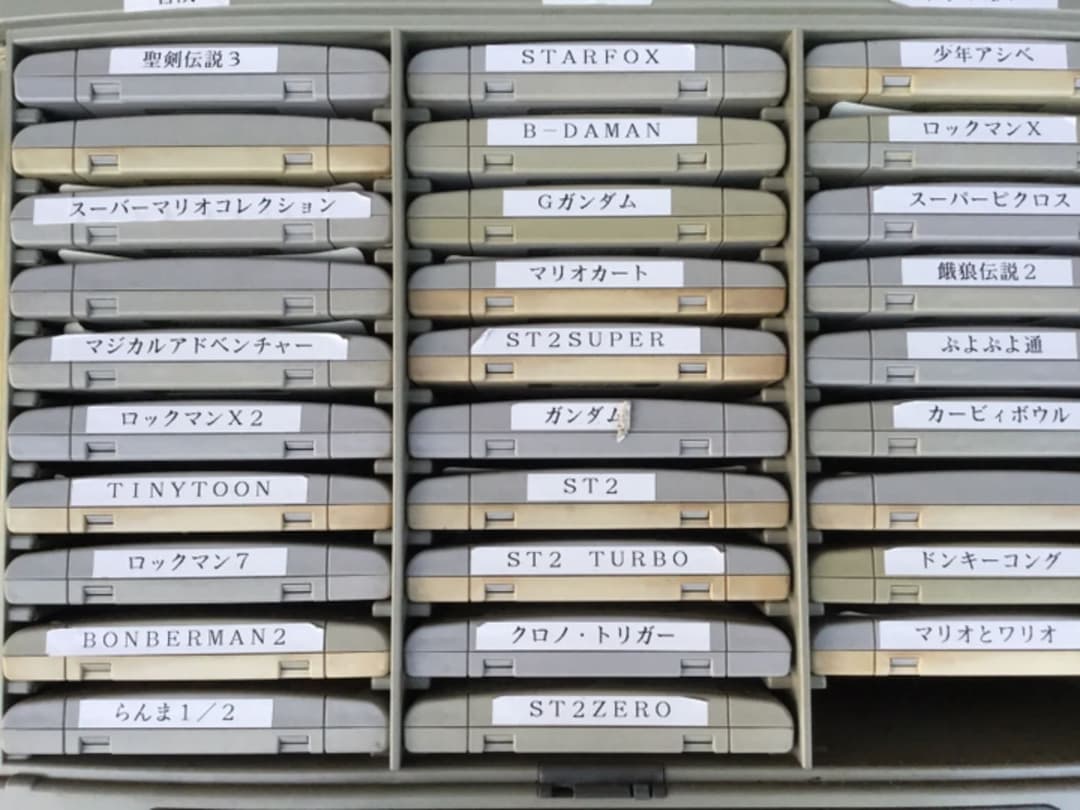 聖剣伝説3
スーパーマリオコレクション
マジカルアドベンチャー
ロックマンX2
TINYTOON
ロックマン7
BONBERMAN2
らんま1/2
STARFOX
B-DAMAN
Gガンダム
マリオカート
ST2SUPER
ガンダム
ST2
ST2 TURBO
クロノ・トリガー
ST2ZERO
少年アシベ
ロックマンX
スーパーピクロス
餓狼伝説2
ぷよぷよ通
カービィボウル
ドンキーコング
マリオとワリオ